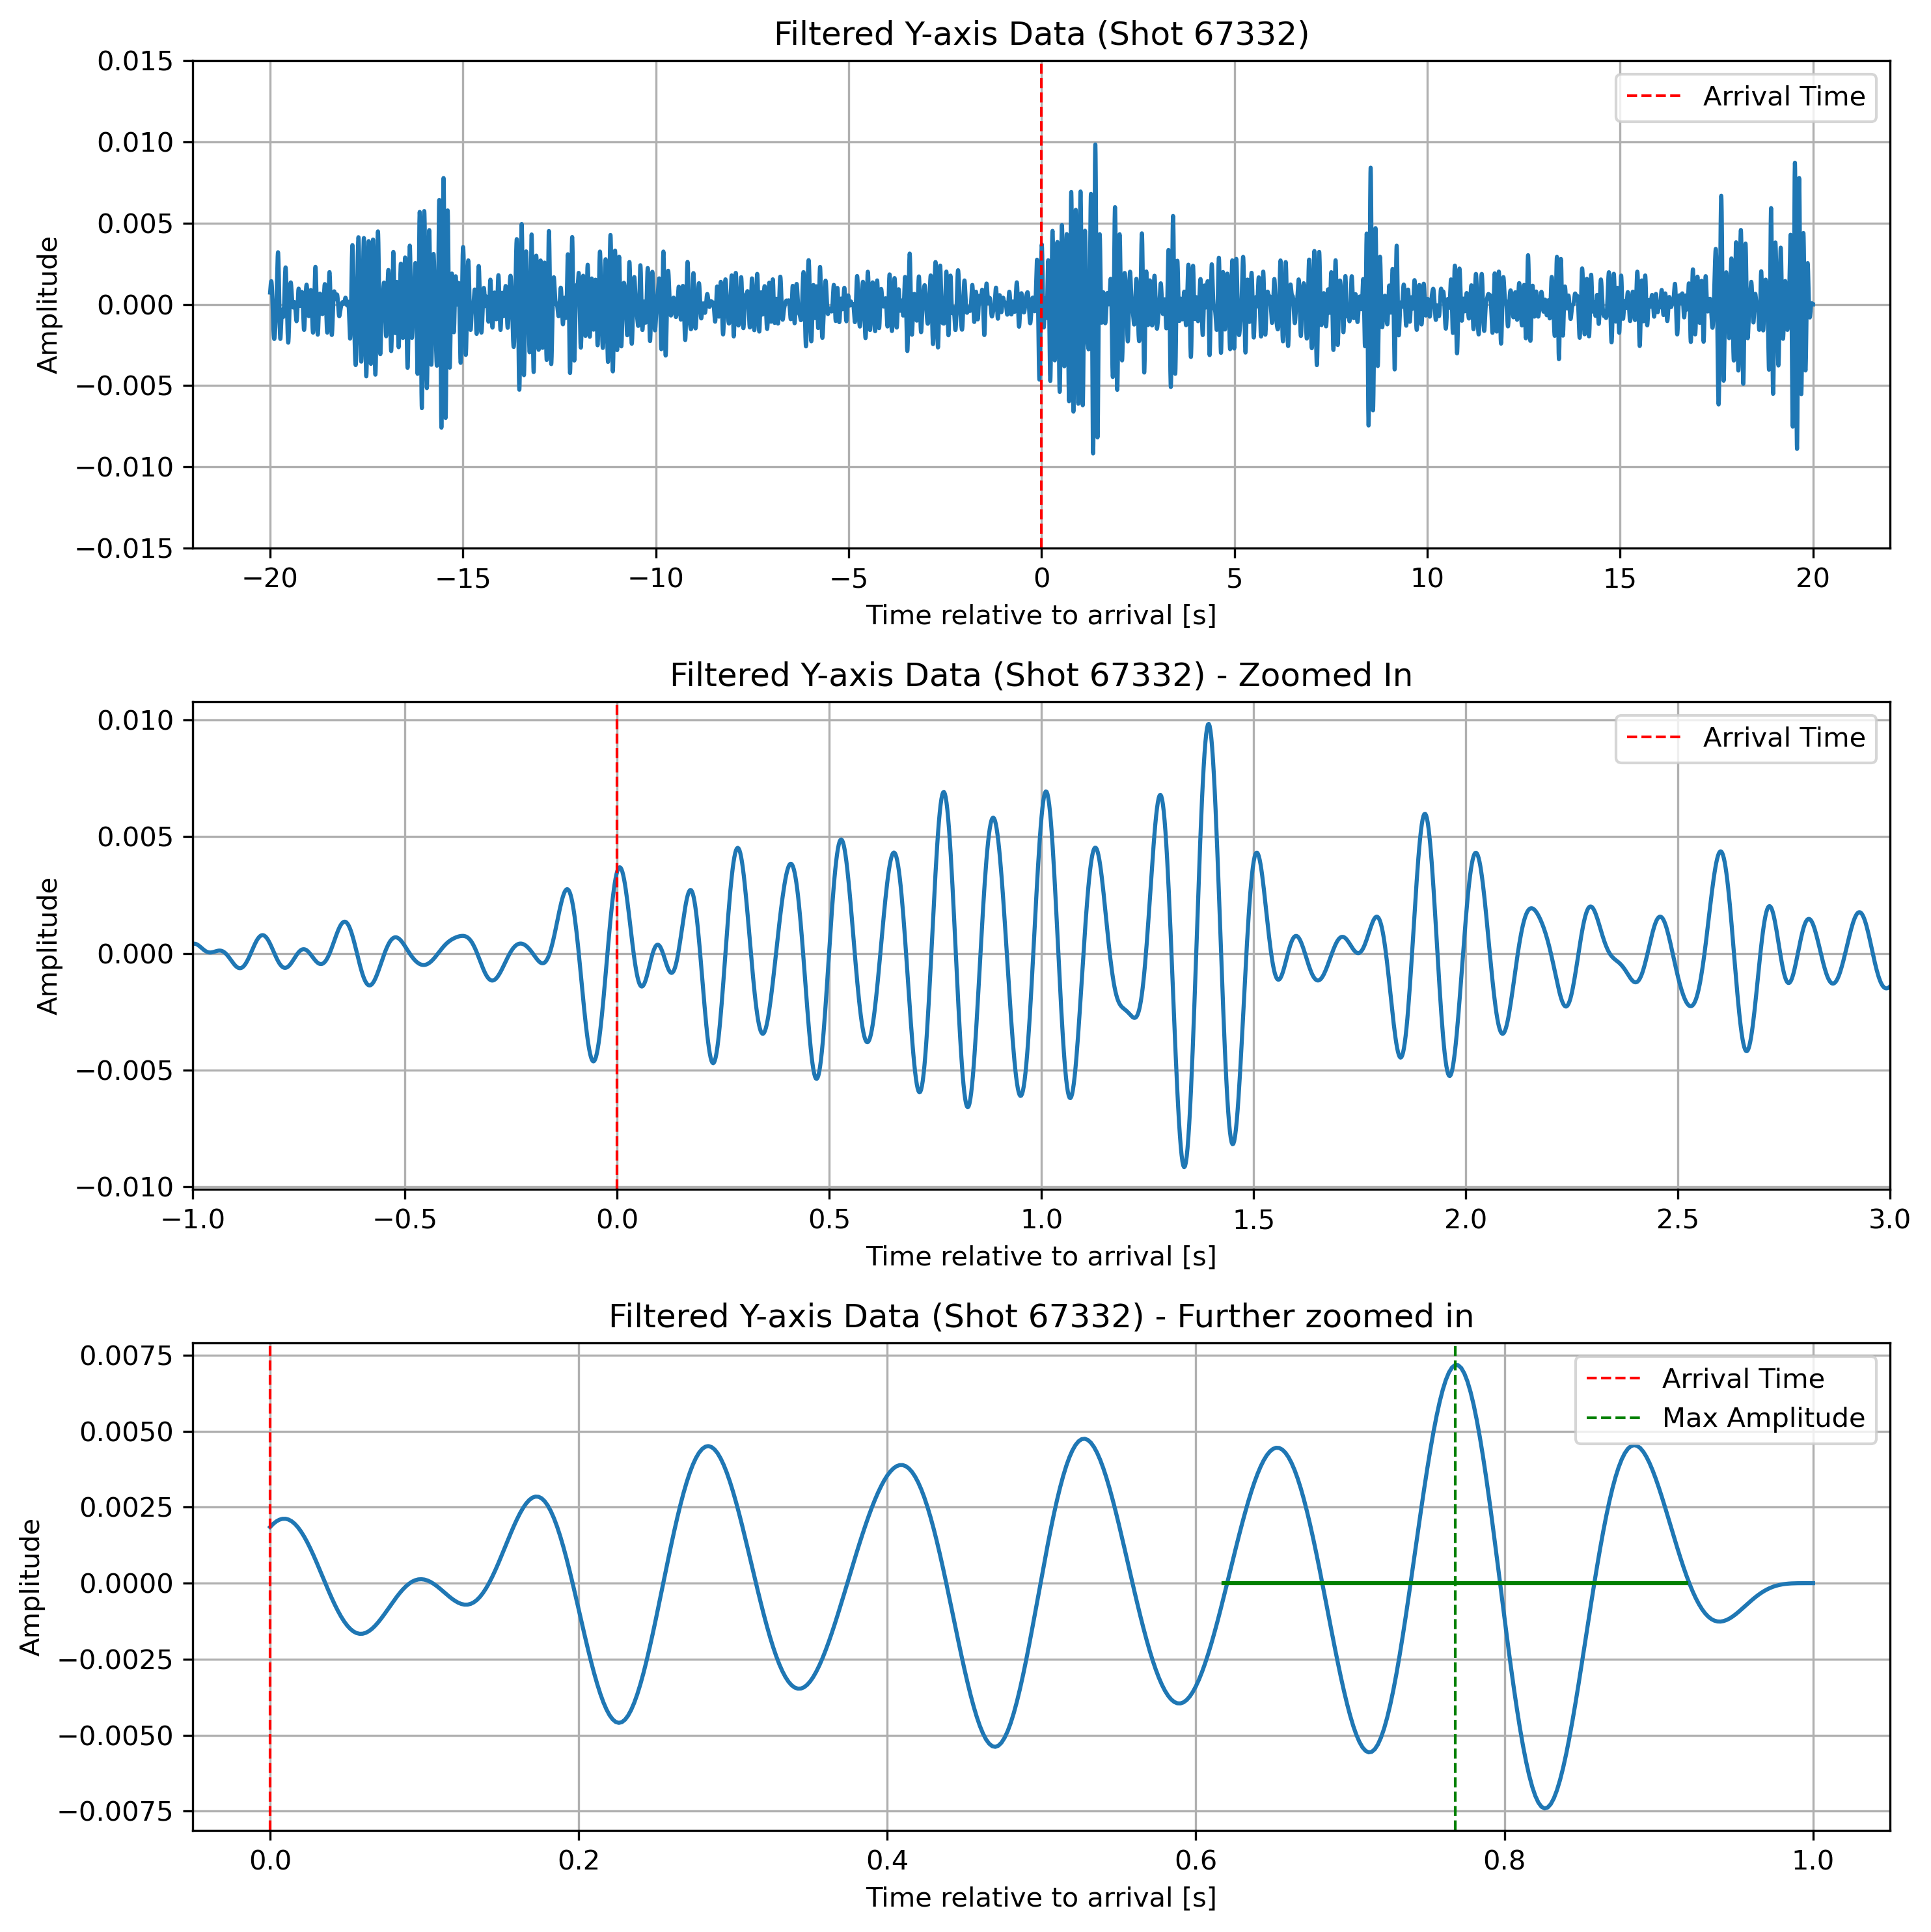 Filtered Y-axis Data (Shot 67332)
0.015
0.010
0.005
0.000
−0.005
−0.010
−0.015
Amplitude
Arrival Time
−20 −15 −10 −5 0 5 10 15 20
Time relative to arrival [s]
Filtered Y-axis Data (Shot 67332) - Zoomed In
0.010
0.005
0.000
−0.005
−0.010
Amplitude
Arrival Time
−1.0 −0.5 0.0 0.5 1.0 1.5 2.0 2.5 3.0
Time relative to arrival [s]
Filtered Y-axis Data (Shot 67332) - Further zoomed in
0.0075
0.0050
0.0025
0.0000
−0.0025
−0.0050
−0.0075
Amplitude
Arrival Time
Max Amplitude
0.0 0.2 0.4 0.6 0.8 1.0
Time relative to arrival [s]